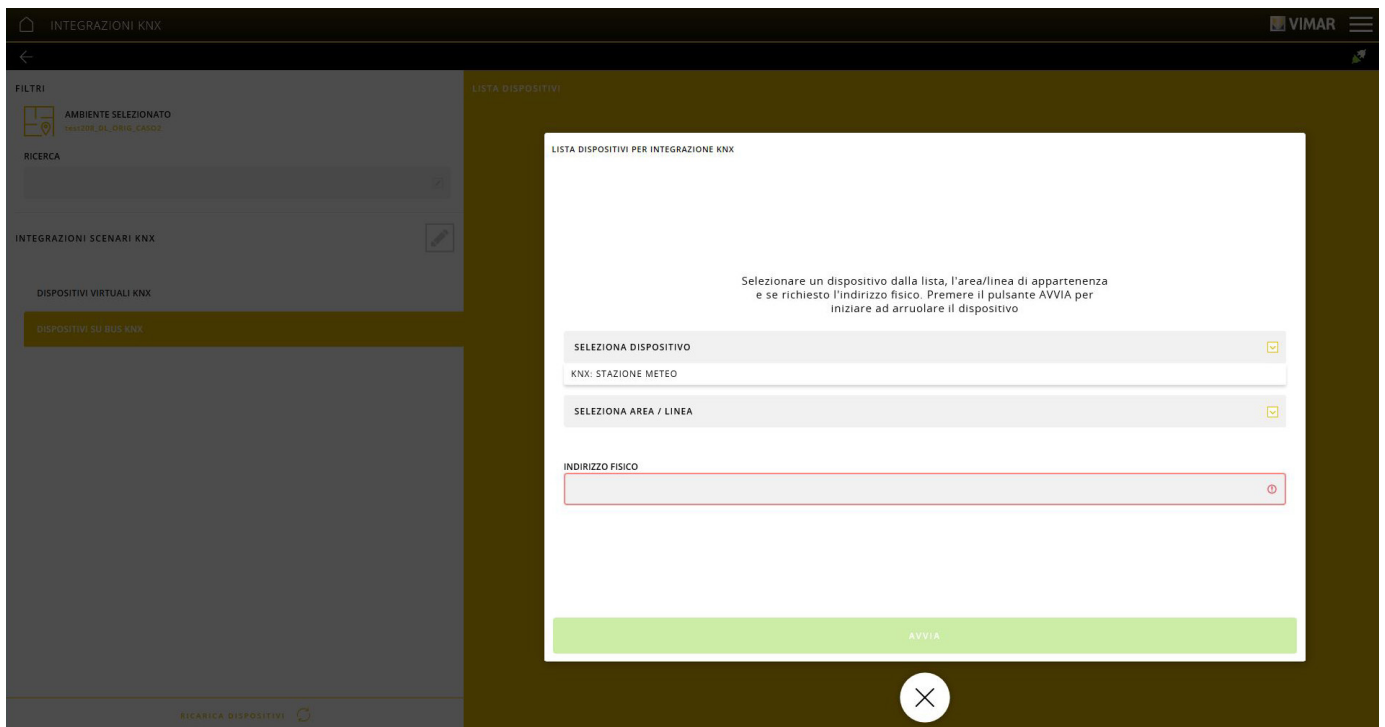 INTEGRAZIONI KNX
VIMAR
FILTRI
AMBIENTE SELEZIONATO
RICERCA
INTEGRAZIONI SCENARI KNX
DISPOSITIVI VIRTUALI KNX
DISPOSITIVI SU BUS KNX
RICARICA DISPOSITIVI
LISTA DISPOSITIVI
LISTA DISPOSITIVI PER INTEGRAZIONE KNX
Selezionare un dispositivo dalla lista, l'area/linea di appartenenza
e se richiesto l'indirizzo fisico. Premere il pulsante AVVIA per
iniziare ad arruolare il dispositivo
SELEZIONA DISPOSITIVO
KNX: STAZIONE METEO
SELEZIONA AREA / LINEA
INDIRIZZO FISICO
AVVIA